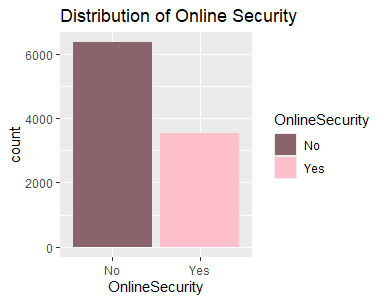 Distribution of Online Security
6000
4000
2000
0
count
No
Yes
OnlineSecurity
OnlineSecurity
No
Yes